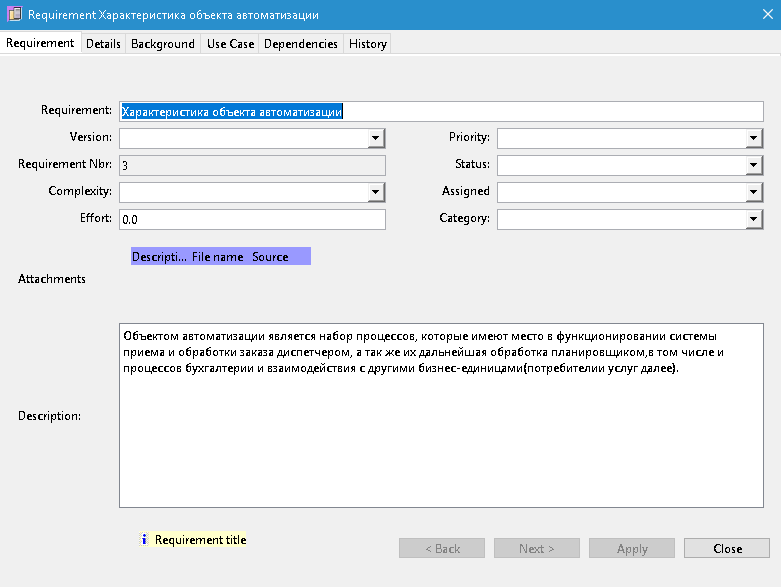 Requirement Характеристика объекта автоматизации
Requirement Details Background Use Case Dependencies History
Requirement: Характеристика объекта автоматизации
Version: Priority:
Requirement Nbr: 3 Status:
Complexity: Assigned
Effort: 0.0 Category:
Descripti... File name Source
Attachments
Объектом автоматизации является набор процессов, которые имеют место в функционировании системы
приема и обработки заказа диспетчером, а так же их дальнейшая обработка планировщиком,в том числе и
процессов бухгалтерии и взаимодействия с другими бизнес-единицами(потребителии услуг далее).
Description:
Requirement title
< Back Next > Apply Close